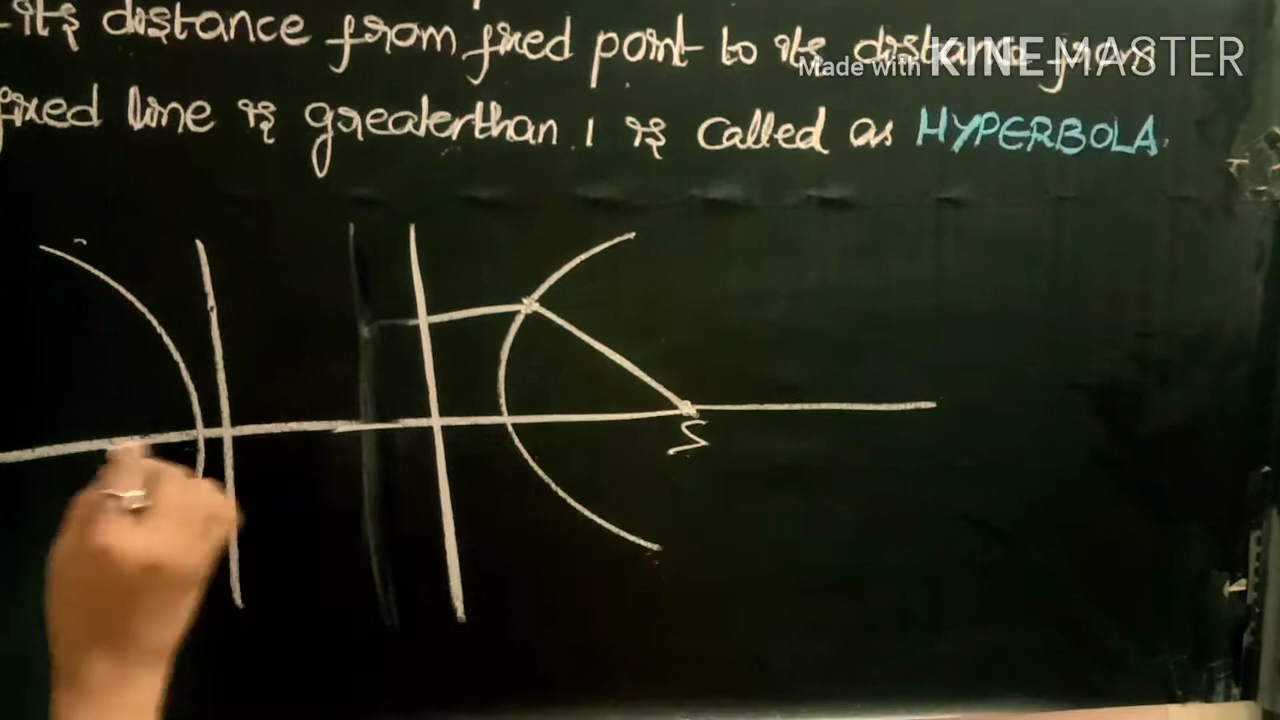 its distance from fixed point to its distance from
Made with KINEMASTER
fixed line is greaterthan 1 is called as HYPERBOLA.
S